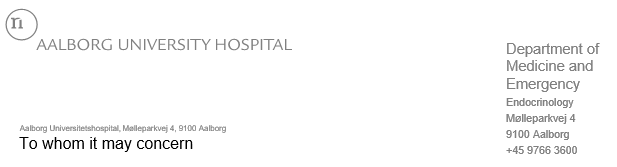 AALBORG UNIVERSITY HOSPITAL
Department of
Medicine and
Emergency
Endocrinology
Mølleparkvej 4
9100 Aalborg
+45 9766 3600
Aalborg Universitetshospital, Mølleparkvej 4, 9100 Aalborg
To whom it may concern